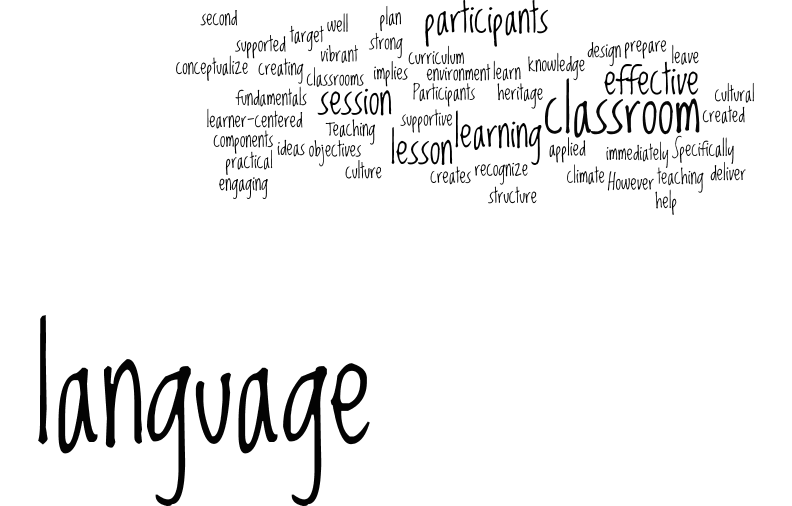 second supported target well plan participants
conceptualize creating vibrant strong curriculum design prepare leave
classrooms implies environment learn knowledge effective
fundamentals session Participants heritage classroom cultural
learner-centered Teaching supportive learning created
components ideas objectives lesson applied immediately Specifically
practical culture creates recognize climate However teaching deliver
engaging structure help
language